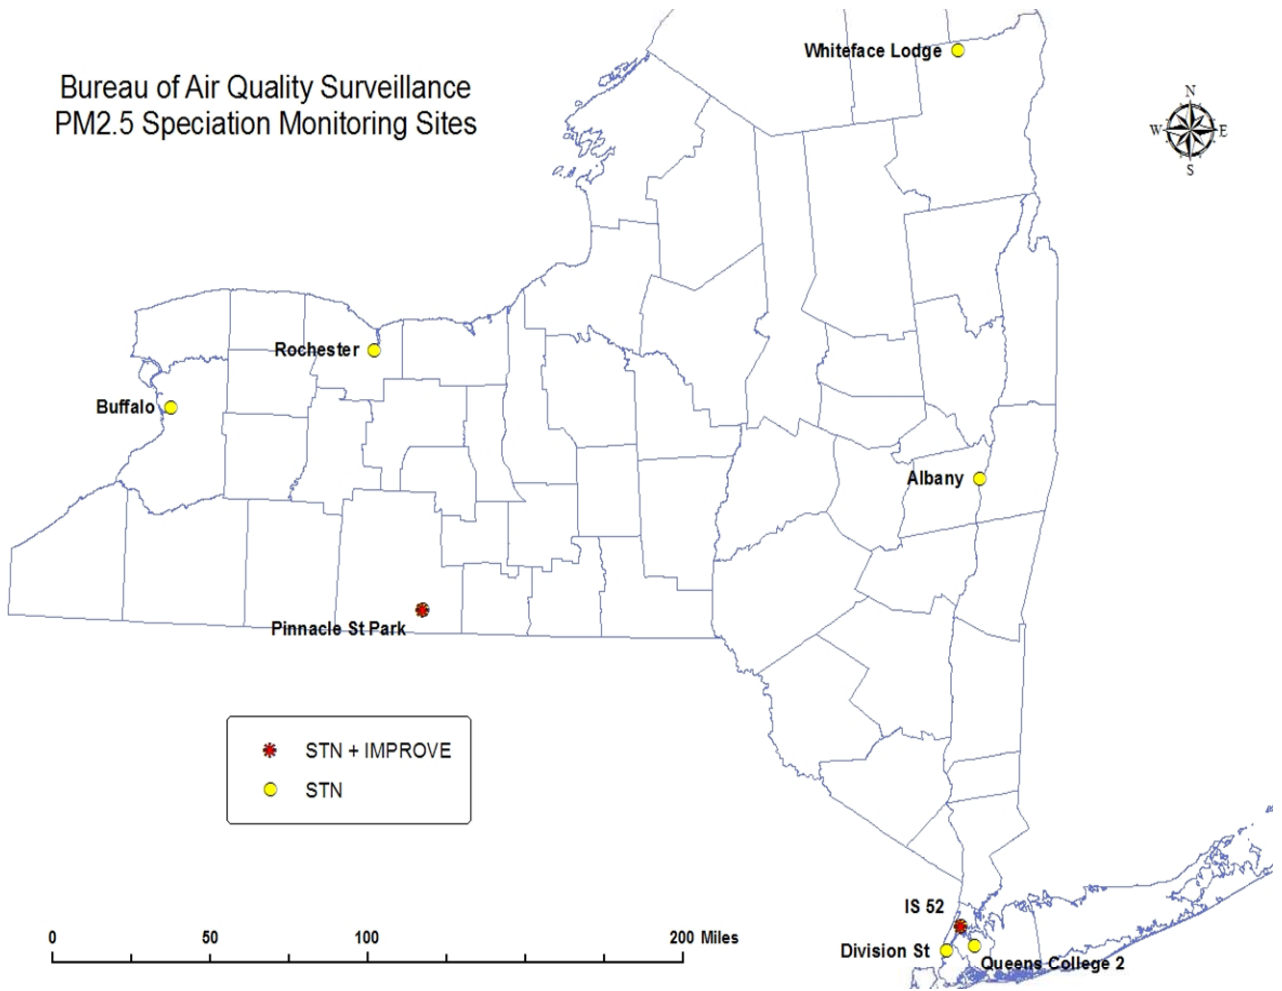 Bureau of Air Quality Surveillance
PM2.5 Speciation Monitoring Sites
Whiteface Lodge
N
W
E
S
Rochester
Buffalo
Albany
Pinnacle St Park
STN + IMPROVE
STN
IS 52
Division St
Queens College 2
0
50
100
200 Miles